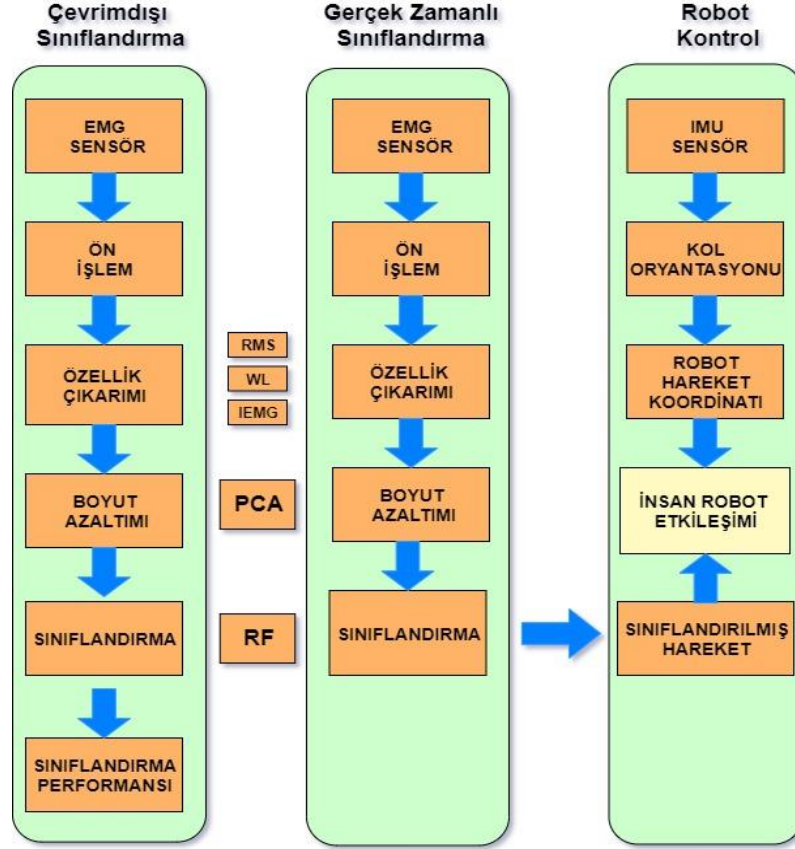 Çevrimdışı
Sınıflandırma
EMG
SENSÖR
ÖN
İŞLEM
ÖZELLİK
ÇIKARIMI
BOYUT
AZALTIMI
SINIFLANDIRMA
SINIFLANDIRMA
PERFORMANSI
RMS
WL
IEMG
PCA
RF
Gerçek Zamanlı
Sınıflandırma
EMG
SENSÖR
ÖN
İŞLEM
ÖZELLİK
ÇIKARIMI
BOYUT
AZALTIMI
SINIFLANDIRMA
Robot
Kontrol
IMU
SENSÖR
KOL
ORYANTASYONU
ROBOT
HAREKET
KOORDİNATI
İNSAN ROBOT
ETKİLEŞİMİ
SINIFLANDIRILMIŞ
HAREKET